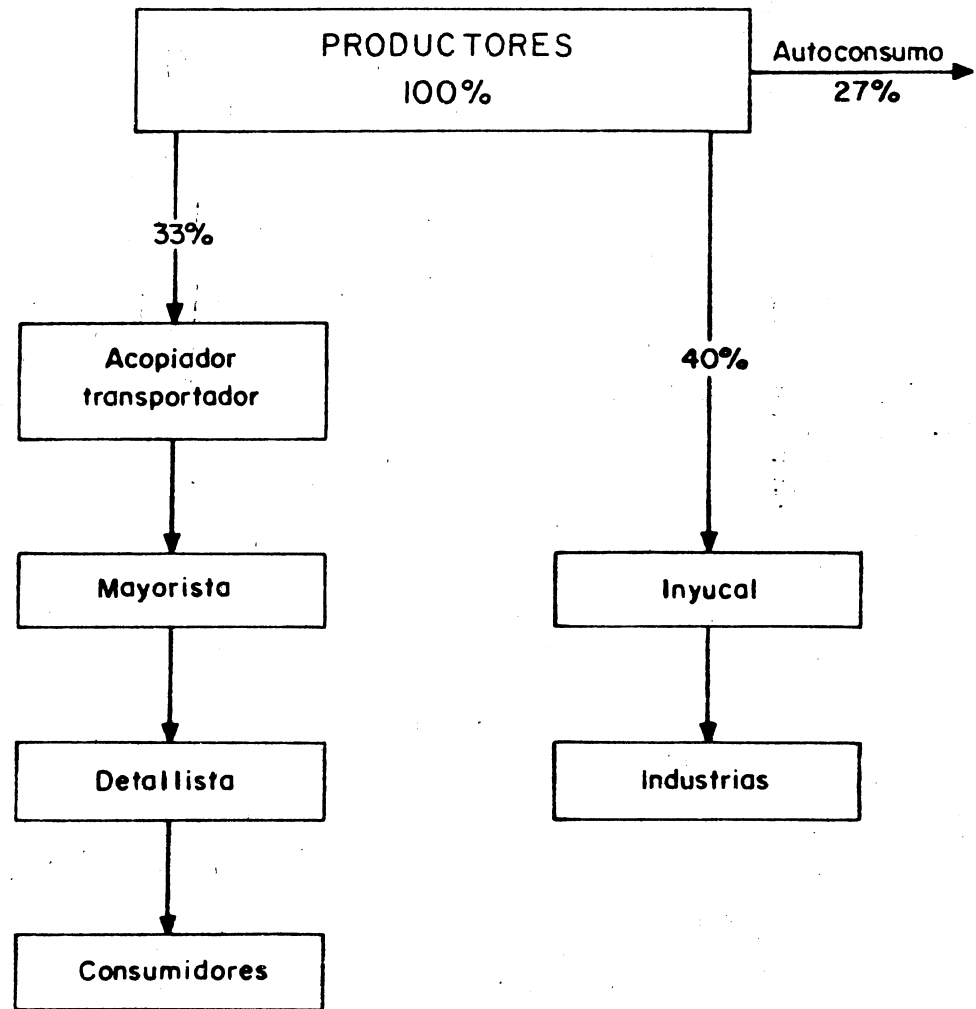 PRODUCTORES
100%
Autoconsumo
27%
33%
40%
Acopiador
transportador
Mayorista
Inyucal
Detallista
Industrias
Consumidores